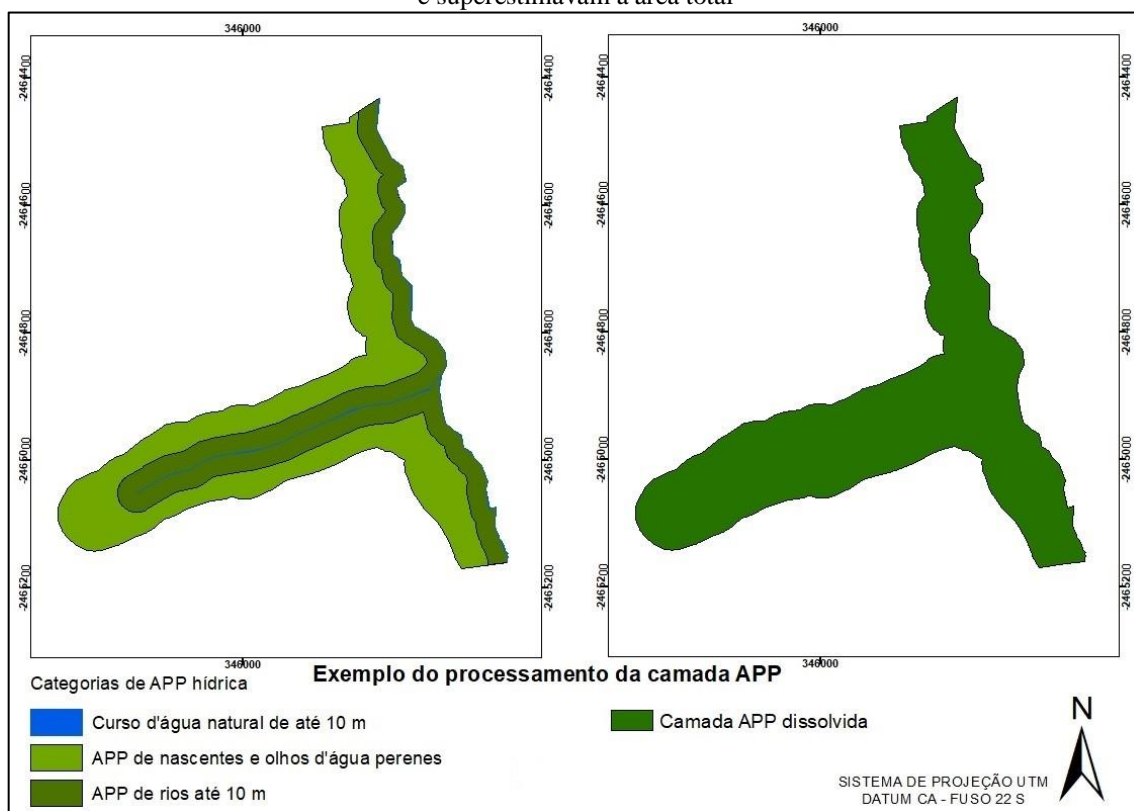 e superestimavam a área total
346000 346000
2464400 2464400 2464400 2464400
2464600 2464600 2464600 2464600
2464800 2464800 2464800 2464800
2465000 2465000 2465000 2465000
2465200 2465200 2465200 2465200
346000 346000
Exemplo do processamento da camada APP
Categorias de APP hídrica
Curso d'água natural de até 10 m
APP de nascentes e olhos d'água perenes
APP de rios até 10 m
Camada APP dissolvida
N
SISTEMA DE PROJEÇÃO UTM
DATUM CA - FUSO 22 S